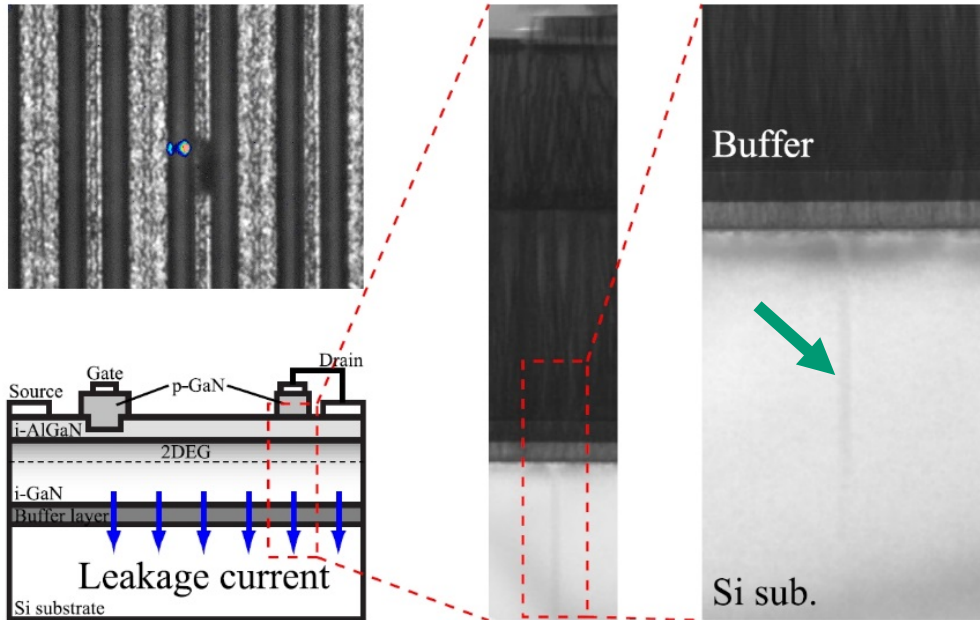 Buffer
Drain
Gate
Source
p-GaN
i-AlGaN
2DEG
i-GaN
Buffer layer
Leakage current
Si substrate
Si sub.